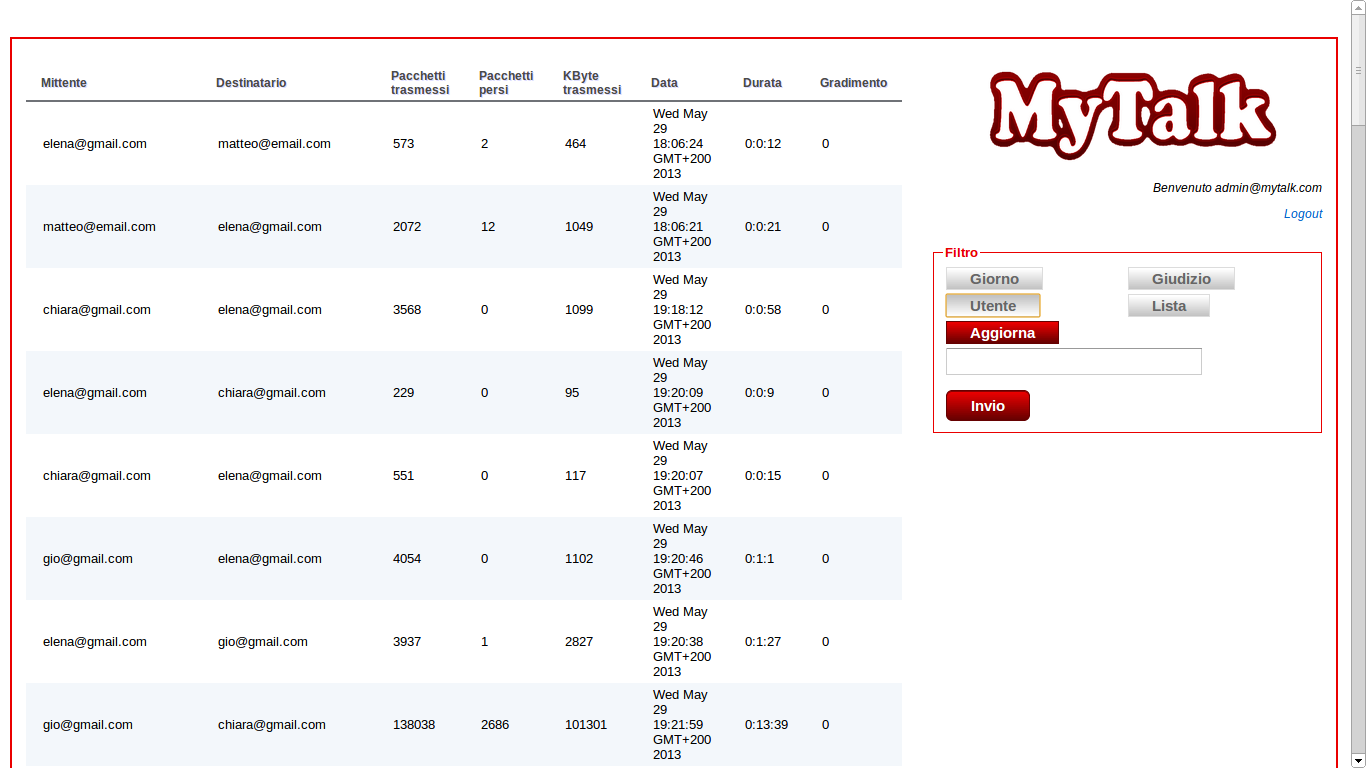 Mittente Destinatario Pacchetti trasmessi Pacchetti persi KByte trasmessi Data Durata Gradimento
elena@gmail.com matteo@email.com 573 2 464 Wed May 29 18:06:24 GMT+200 2013 0:0:12 0
matteo@email.com elena@gmail.com 2072 12 1049 Wed May 29 18:06:21 GMT+200 2013 0:0:21 0
chiara@gmail.com elena@gmail.com 3568 0 1099 Wed May 29 19:18:12 GMT+200 2013 0:0:58 0
elena@gmail.com chiara@gmail.com 229 0 95 Wed May 29 19:20:09 GMT+200 2013 0:0:9 0
chiara@gmail.com elena@gmail.com 551 0 117 Wed May 29 19:20:07 GMT+200 2013 0:0:15 0
gio@gmail.com elena@gmail.com 4054 0 1102 Wed May 29 19:20:46 GMT+200 2013 0:1:1 0
elena@gmail.com gio@gmail.com 3937 1 2827 Wed May 29 19:20:38 GMT+200 2013 0:1:27 0
gio@gmail.com chiara@gmail.com 138038 2686 101301 Wed May 29 19:21:59 GMT+200 2013 0:13:39 0
MyTalk
Benvenuto admin@mytalk.com
Logout
Filtro
Giorno Giudizio
Utente Lista
Aggiorna
Invio